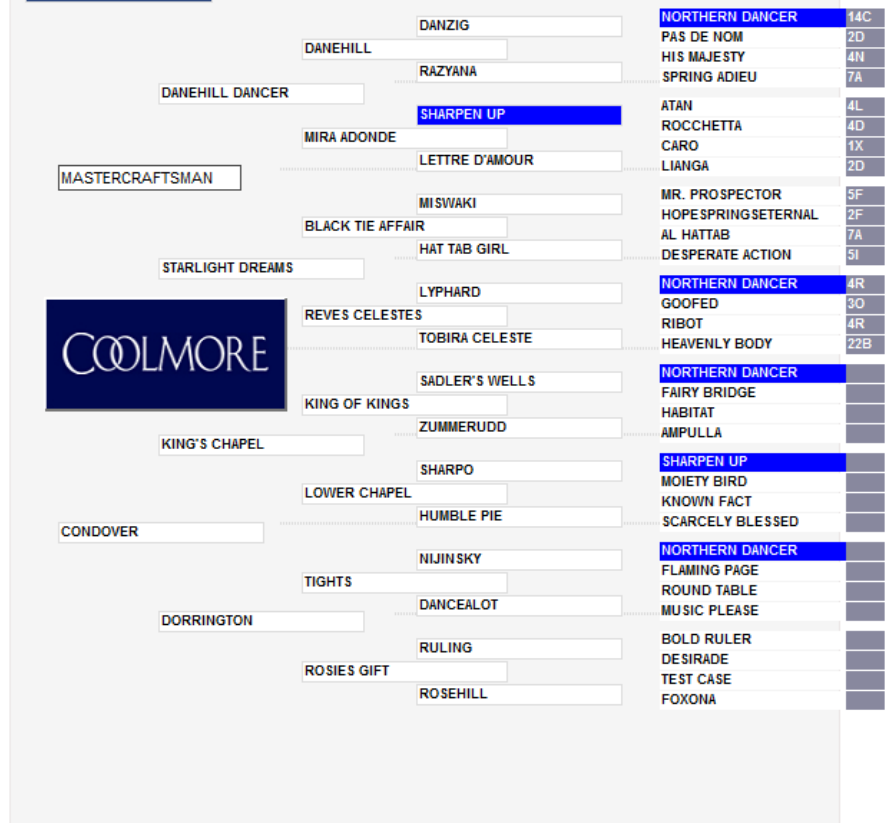 NORTHERN DANCER 14C
DANZIG
PAS DE NOM 2D
DANEHILL
HIS MAJESTY 4N
RAZYANA
SPRING ADIEU 7A
DANEHILL DANCER
ATAN 4L
SHARPEN UP
ROCCHETTA 4D
MIRA ADONDE
CARO 1X
LETTRE D'AMOUR
LIANGA 2D
MASTERCRAFTSMAN
MR. PROSPECTOR 5F
MISWAKI
HOPESPRINGSETERNAL 2F
BLACK TIE AFFAIR
AL HATTAB 7A
HAT TAB GIRL
DESPERATE ACTION 5I
STARLIGHT DREAMS
NORTHERN DANCER 4R
LYPHARD
GOOFED 3O
REVES CELESTES
RIBOT 4R
TOBIRA CELESTE
HEAVENLY BODY 22B
COOLMORE
NORTHERN DANCER
SADLER'S WELLS
FAIRY BRIDGE
KING OF KINGS
HABITAT
ZUMMERUDD
AMPULLA
KING'S CHAPEL
SHARPEN UP
SHARPO
MOIETY BIRD
LOWER CHAPEL
KNOWN FACT
HUMBLE PIE
SCARCELY BLESSED
CONDOVER
NORTHERN DANCER
NIJINSKY
FLAMING PAGE
TIGHTS
ROUND TABLE
DANCEALOT
MUSIC PLEASE
DORRINGTON
BOLD RULER
RULING
DESIRADE
ROSIES GIFT
TEST CASE
ROSEHILL
FOXONA